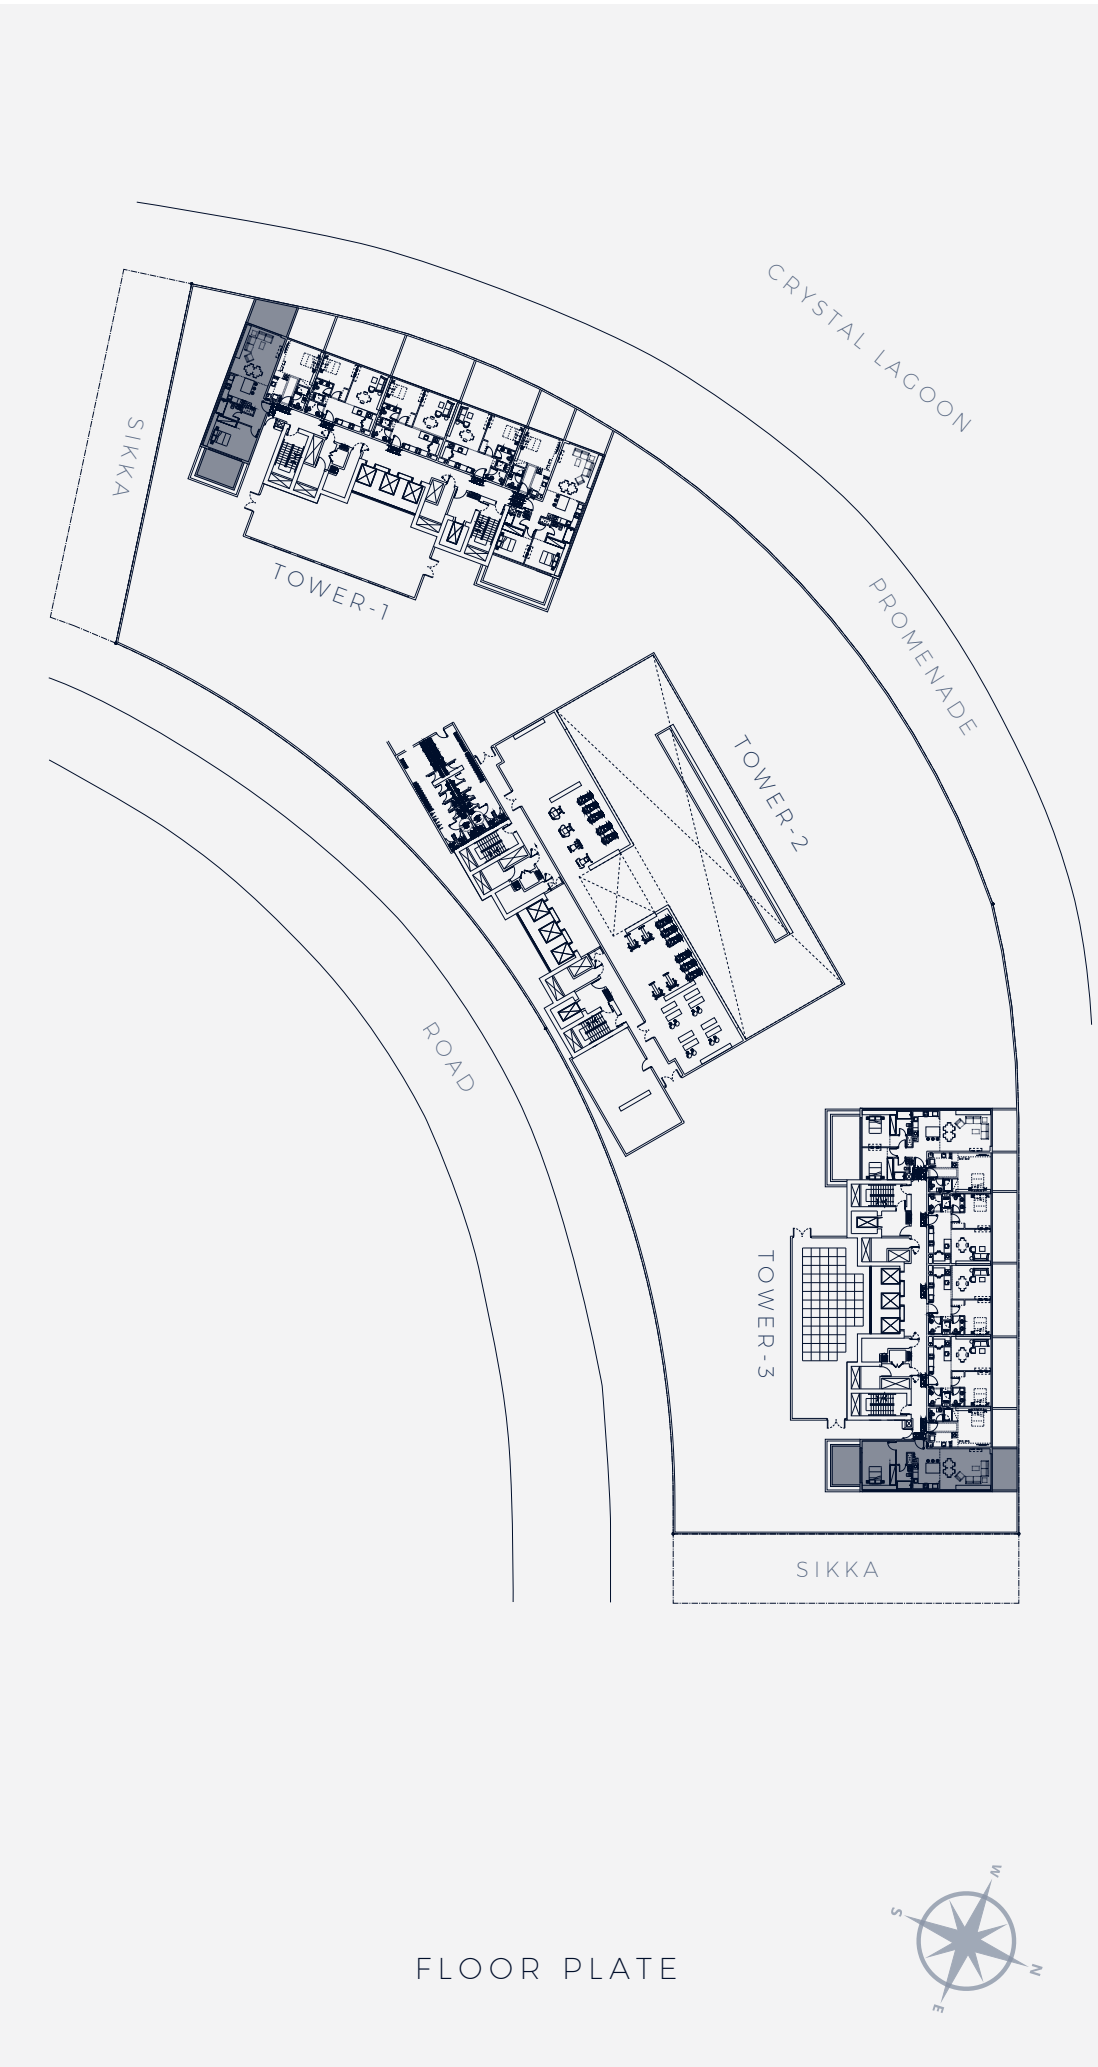 CRYSTAL LAGOON
SIKKA
TOWER-1
PROMENADE
TOWER-2
ROAD
TOWER-3
SIKKA
W
S
N
E
FLOOR PLATE